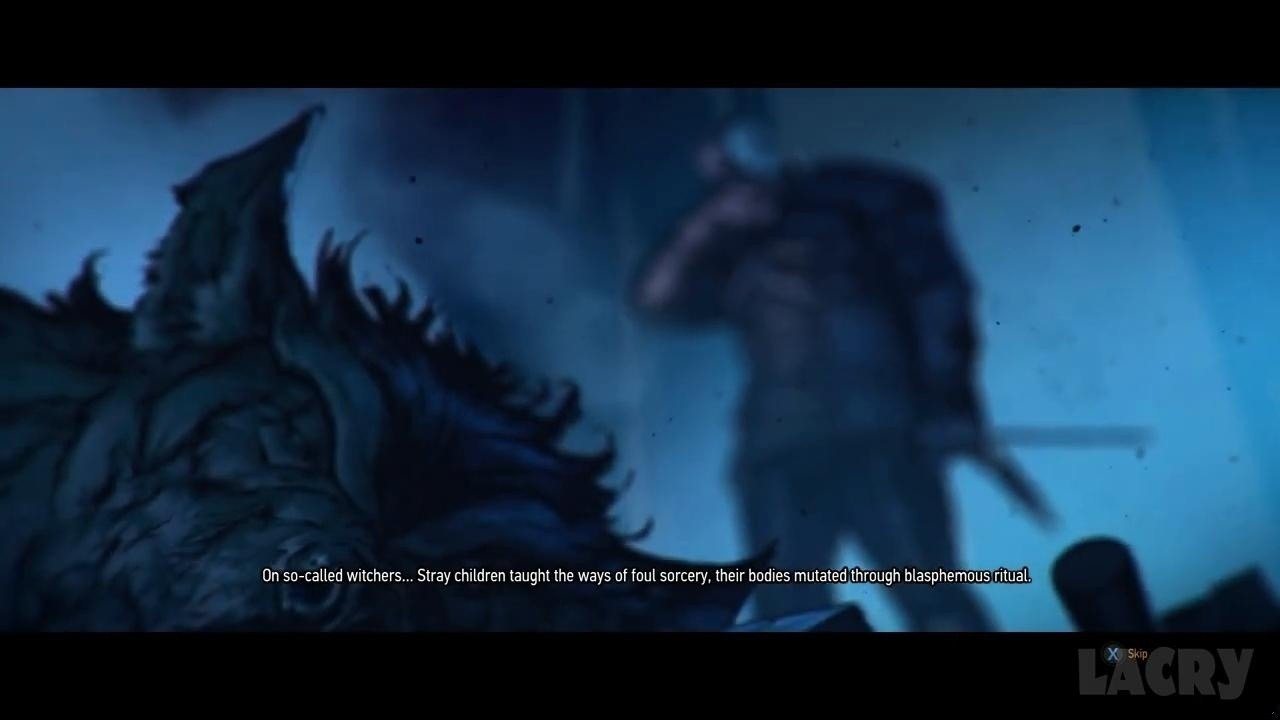 On so-called witchers... Stray children taught the ways of foul sorcery, their bodies mutated through blasphemous ritual.
X Skip
LACRY